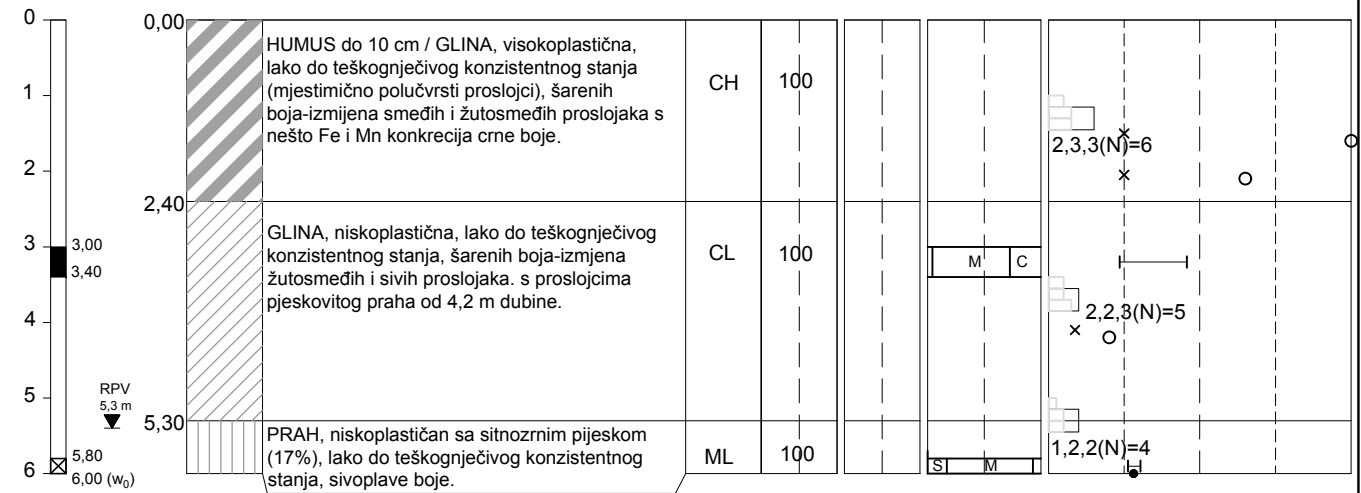 0
0,00
HUMUS do 10 cm / GLINA, visokoplastična,
lako do teškognječivog konzistentnog stanja
(mjestimično polučvrsti proslojci), šarenih
boja-izmijena smeđih i žutosmeđih proslojaka s
nešto Fe i Mn konkrecija crne boje.
CH
100
1
2,3,3(N)=6
2
2,40
GLINA, niskoplastična, lako do teškognječivog
konzistentnog stanja, šarenih boja-izmjena
žutosmeđih i sivih proslojaka. s proslojcima
pjeskovitog praha od 4,2 m dubine.
CL
100
3
3,00
3,40
M
C
4
2,2,3(N)=5
5
RPV
5,3 m
5,30
PRAH, niskoplastičan sa sitnozrnim pijeskom
(17%), lako do teškognječivog konzistentnog
stanja, sivoplave boje.
ML
100
1,2,2(N)=4
5,80
6
6,00 (w0)
S
M